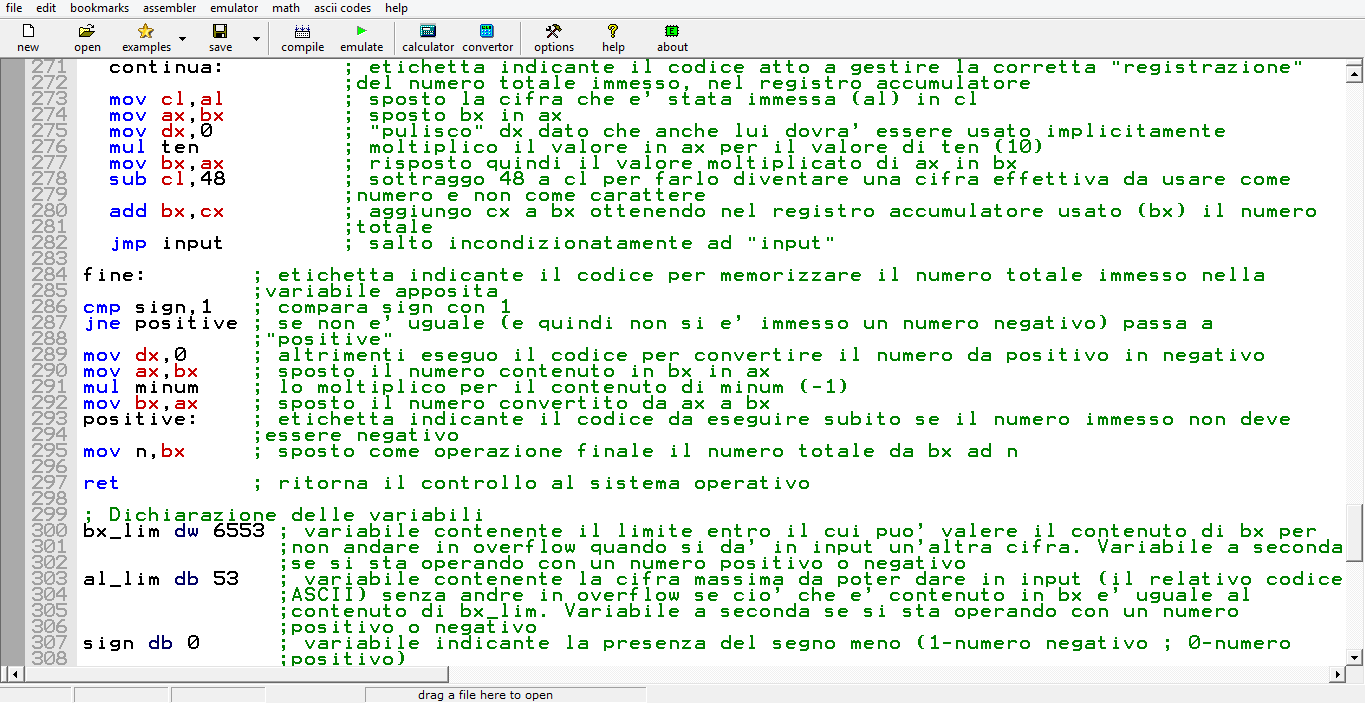 file edit bookmarks assembler emulator math ascii codes help
new open examples save compile emulate calculator convertor options help about
271 continua: ; etichetta indicante il codice atto a gestire la corretta "registrazione"
272 ;del numero totale immesso, nel registro accumulatore
273 mov cl,al ; sposto la cifra che e' stata immessa (al) in cl
274 mov ax,bx ; sposto bx in ax
275 mov dx,0 ; "pulisco" dx dato che anche lui dovra' essere usato implicitamente
276 mul ten ; moltiplico il valore in ax per il valore di ten (10)
277 mov bx,ax ; risposto quindi il valore moltiplicato di ax in bx
278 sub cl,48 ; sottraggo 48 a cl per farlo diventare una cifra effettiva da usare come
279 ;numero e non come carattere
280 add bx,cx ; aggiungo cx a bx ottenendo nel registro accumulatore usato (bx) il numero
281 ;totale
282 jmp input ; salto incondizionatamente ad "input"
283
284 fine: ; etichetta indicante il codice per memorizzare il numero totale immesso nella
285 ;variabile apposita
286 cmp sign,1 ; compara sign con 1
287 jne positive ; se non e' uguale (e quindi non si e' immesso un numero negativo) passa a
288 ;"positive"
289 mov dx,0 ; altrimenti eseguo il codice per convertire il numero da positivo in negativo
290 mov ax,bx ; sposto il numero contenuto in bx in ax
291 mul minum ; lo moltiplico per il contenuto di minum (-1)
292 mov bx,ax ; sposto il numero convertito da ax a bx
293 positive: ; etichetta indicante il codice da eseguire subito se il numero immesso non deve
294 ;essere negativo
295 mov n,bx ; sposto come operazione finale il numero totale da bx ad n
296
297 ret ; ritorna il controllo al sistema operativo
298
299 ; Dichiarazione delle variabili
300 bx_lim dw 6553 ; variabile contenente il limite entro il cui puo' valere il contenuto di bx per
301 ;non andare in overflow quando si da' in input un'altra cifra. Variabile a seconda
302 ;se si sta operando con un numero positivo o negativo
303 al_lim db 53 ; variabile contenente la cifra massima da poter dare in input (il relativo codice
304 ;ASCII) senza andre in overflow se cio' che e' contenuto in bx e' uguale al
305 ;contenuto di bx_lim. Variabile a seconda se si sta operando con un numero
306 ;positivo o negativo
307 sign db 0 ; variabile indicante la presenza del segno meno (1-numero negativo ; 0-numero
308 ;positivo)
drag a file here to open